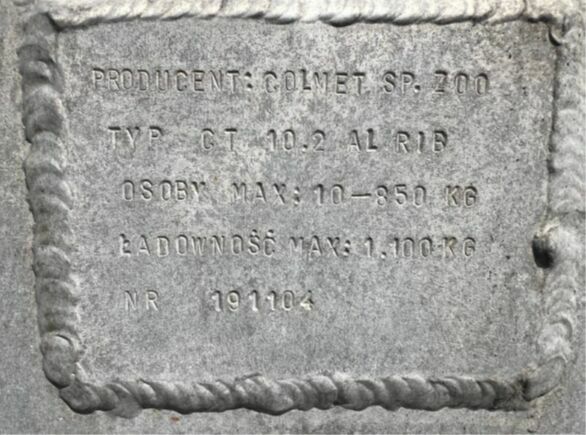 PRODUCENT: COLMET SP. ZOO
TYP CT 10.2 AL RIB
OSOBY MAX: 10-850 KG
ŁADOWNOŚĆ MAX: 1.100 KG
NR 191104